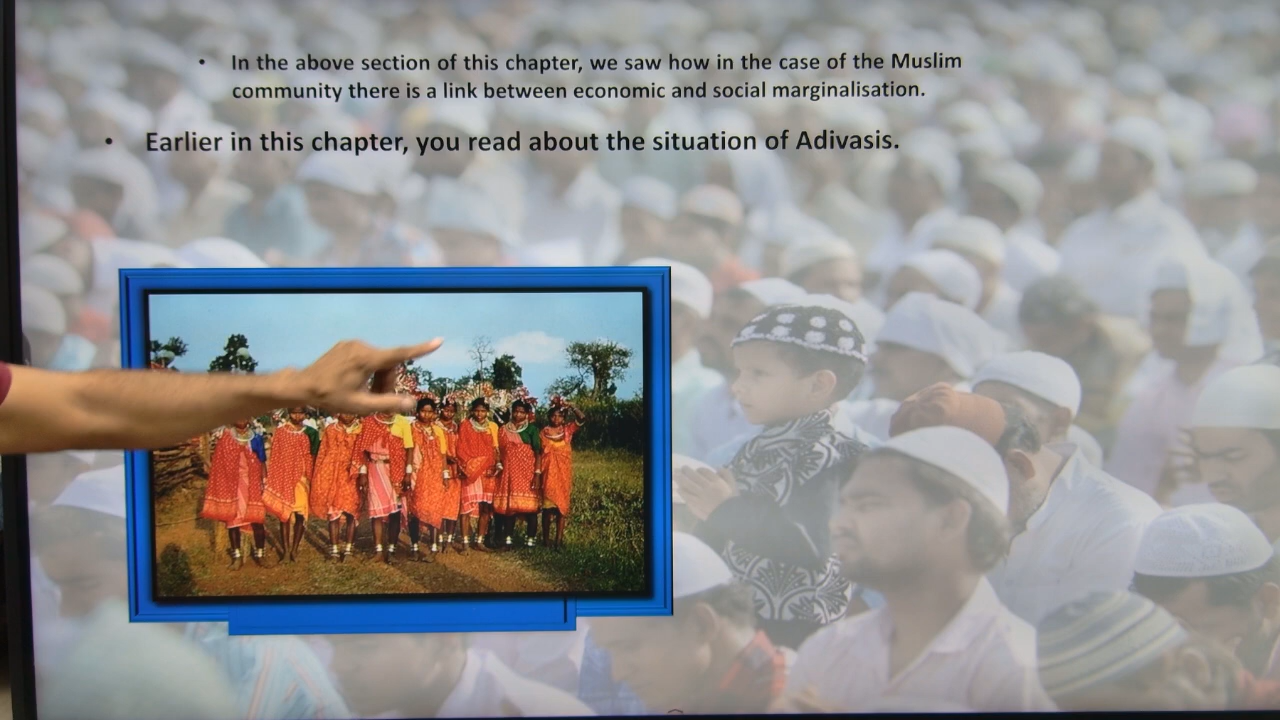 • In the above section of this chapter, we saw how in the case of the Muslim
community there is a link between economic and social marginalisation.
• Earlier in this chapter, you read about the situation of Adivasis.